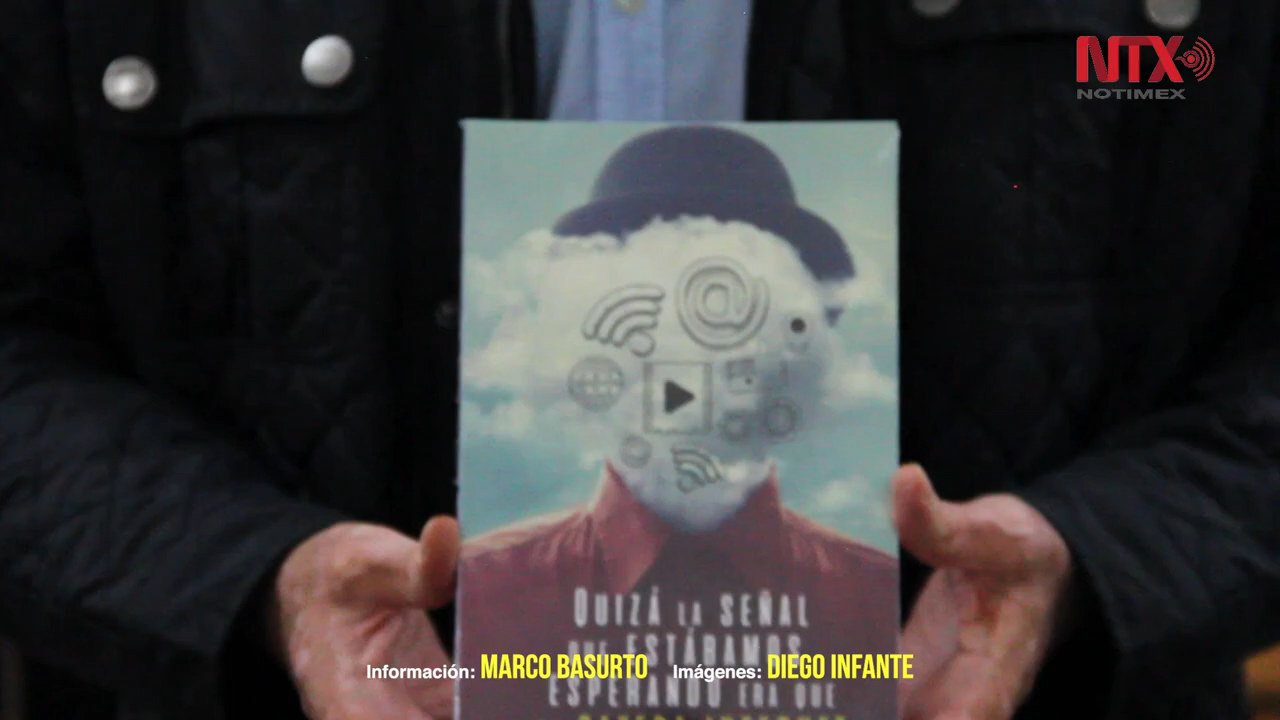 NTX
NOTIMEX
@
QUIZÁ LA SEÑAL
QUE ESTÁBAMOS
Información: MARCO BASURTO Imágenes: DIEGO INFANTE
ESPERANDO ERA QUE